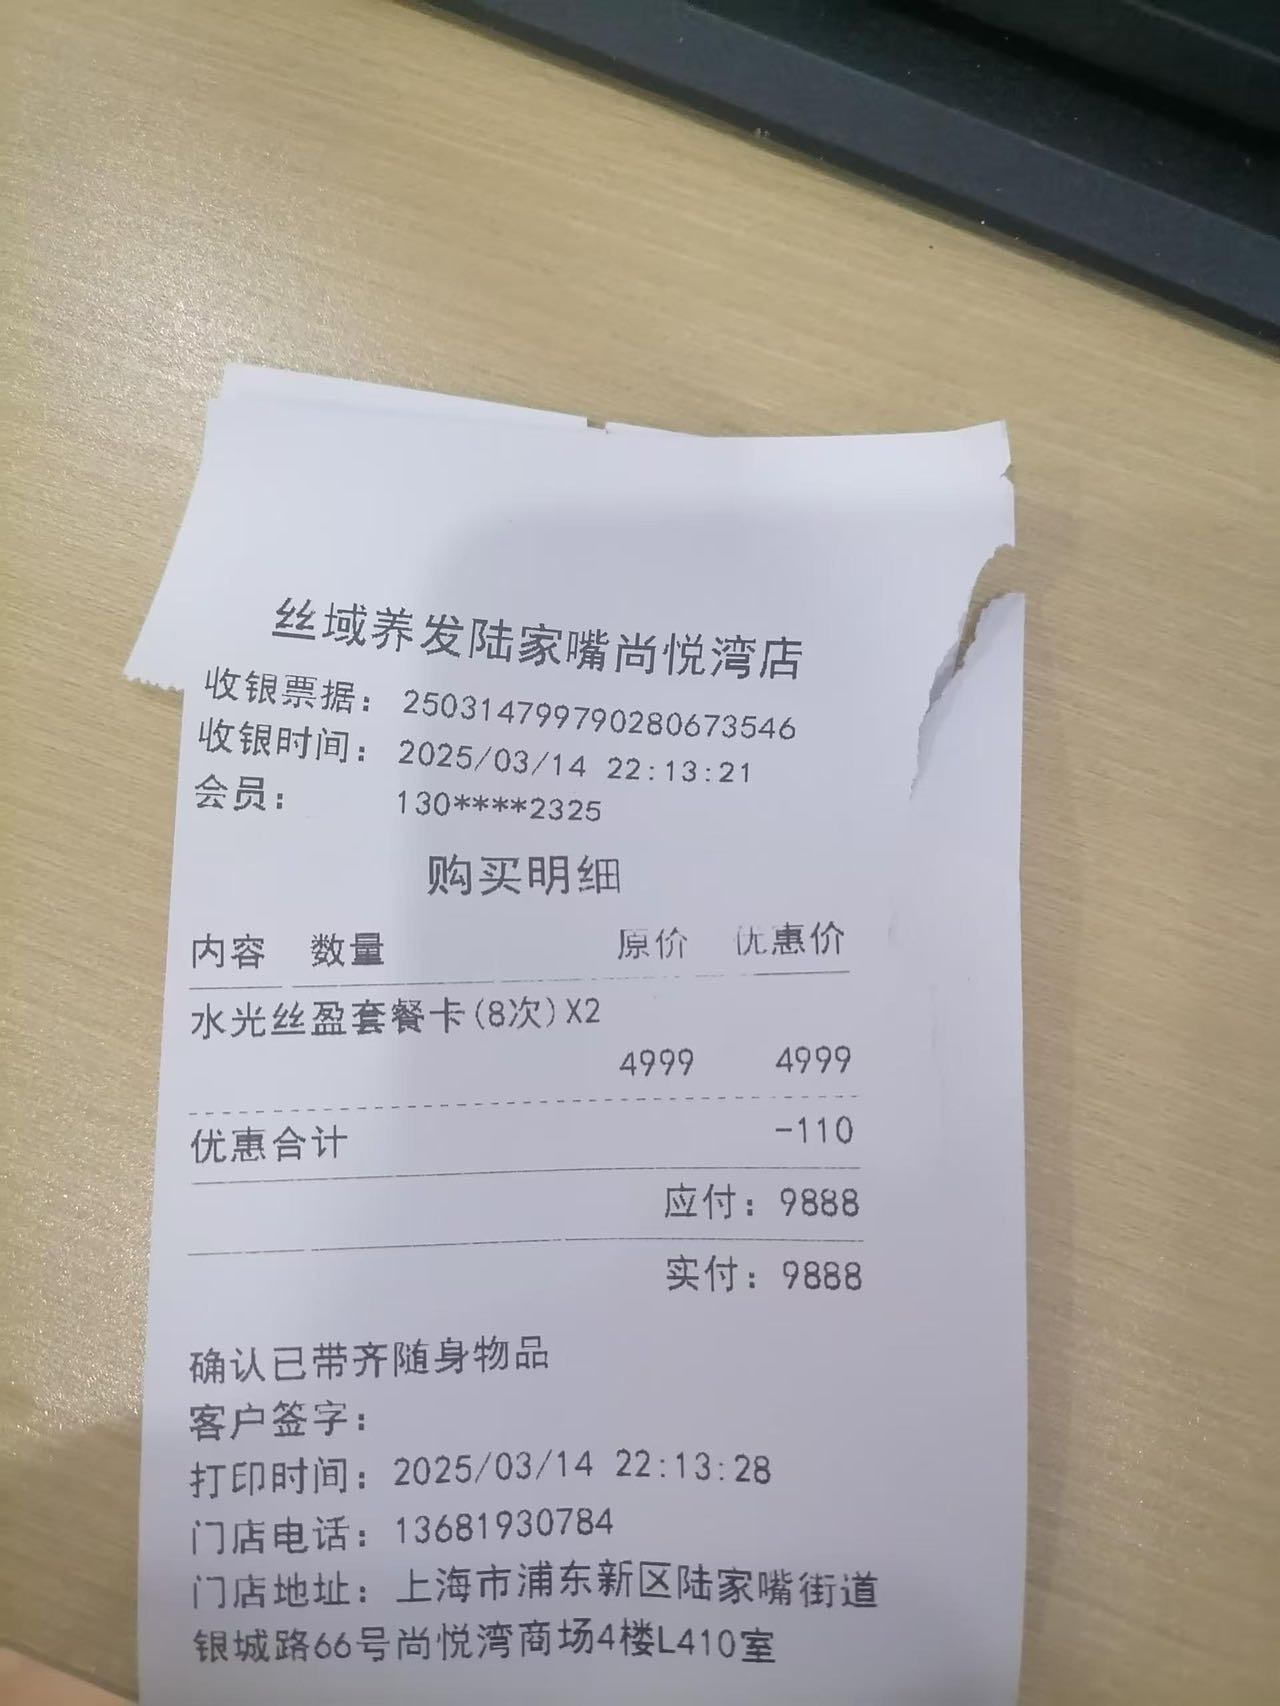 丝域养发陆家嘴尚悦湾店
收银票据: 250314799790280673546
收银时间: 2025/03/14 22:13:21
会员: 130****2325
购买明细
内容 数量 原价 优惠价
水光丝盈套餐卡(8次)X2
4999 4999
优惠合计 -110
应付: 9888
实付: 9888
确认已带齐随身物品
客户签字:
打印时间: 2025/03/14 22:13:28
门店电话: 13681930784
门店地址: 上海市浦东新区陆家嘴街道
银城路66号尚悦湾商场4楼L410室